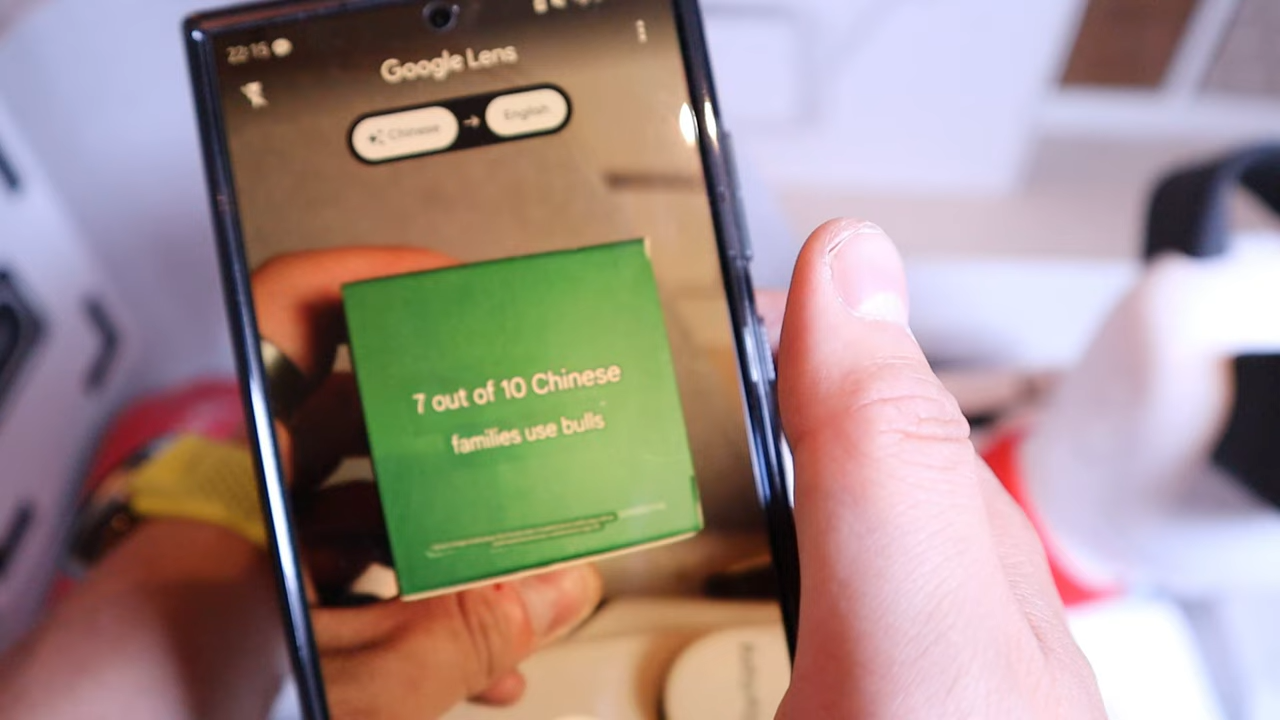 22:15
Google Lens
Chinese → English
7 out of 10 Chinese
families use bulls